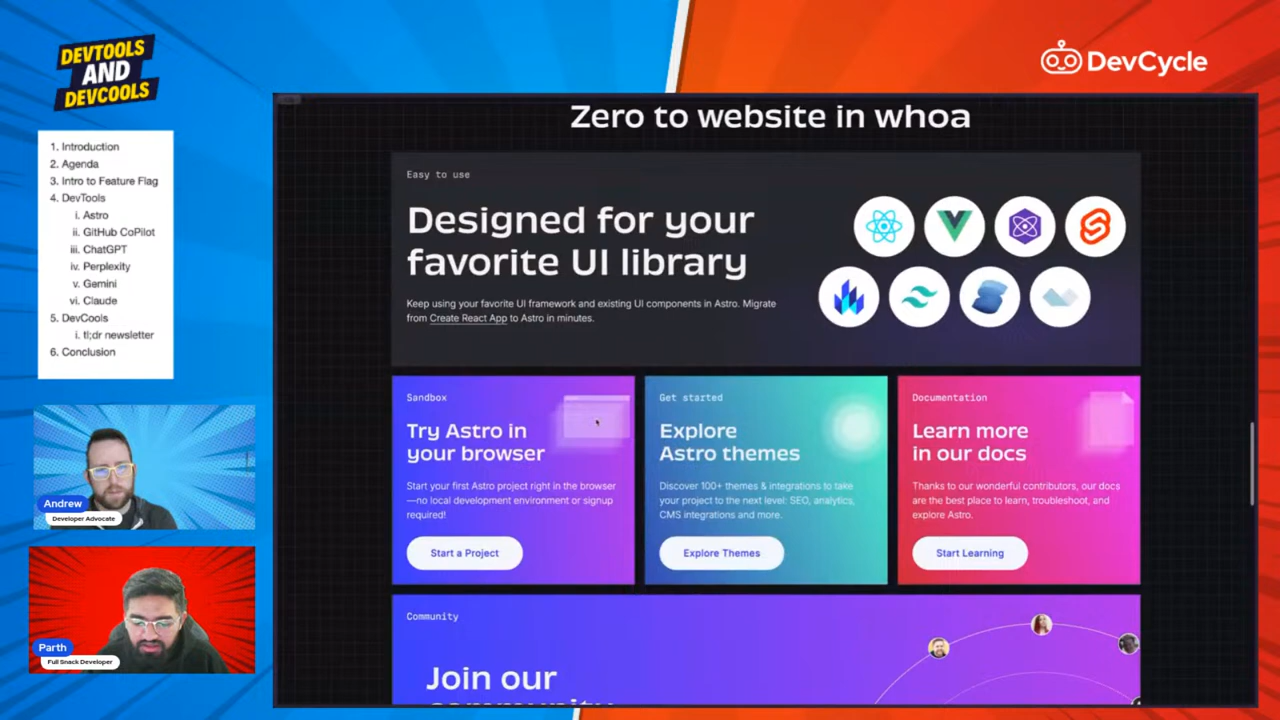 DEVTOOLS
AND
DEVCOOLS
DevCycle
1. Introduction
2. Agenda
3. Intro to Feature Flag
4. DevTools
i. Astro
ii. GitHub CoPilot
iii. ChatGPT
iv. Perplexity
v. Gemini
vi. Claude
5. DevCools
i. tl;dr newsletter
6. Conclusion
Andrew
Developer Advocate
Parth
Full Snack Developer
Zero to website in whoa
Easy to use
Designed for your
favorite UI library
Keep using your favorite UI framework and existing UI components in Astro. Migrate
from Create React App to Astro in minutes.
Sandbox
Try Astro in
your browser
Start your first Astro project right in the browser
—no local development environment or signup
required!
Start a Project
Get started
Explore
Astro themes
Discover 100+ themes & integrations to take
your project to the next level: SEO, analytics,
CMS integrations and more.
Explore Themes
Documentation
Learn more
in our docs
Thanks to our wonderful contributors, our docs
are the best place to learn, troubleshoot, and
explore Astro.
Start Learning
Community
Join our
community